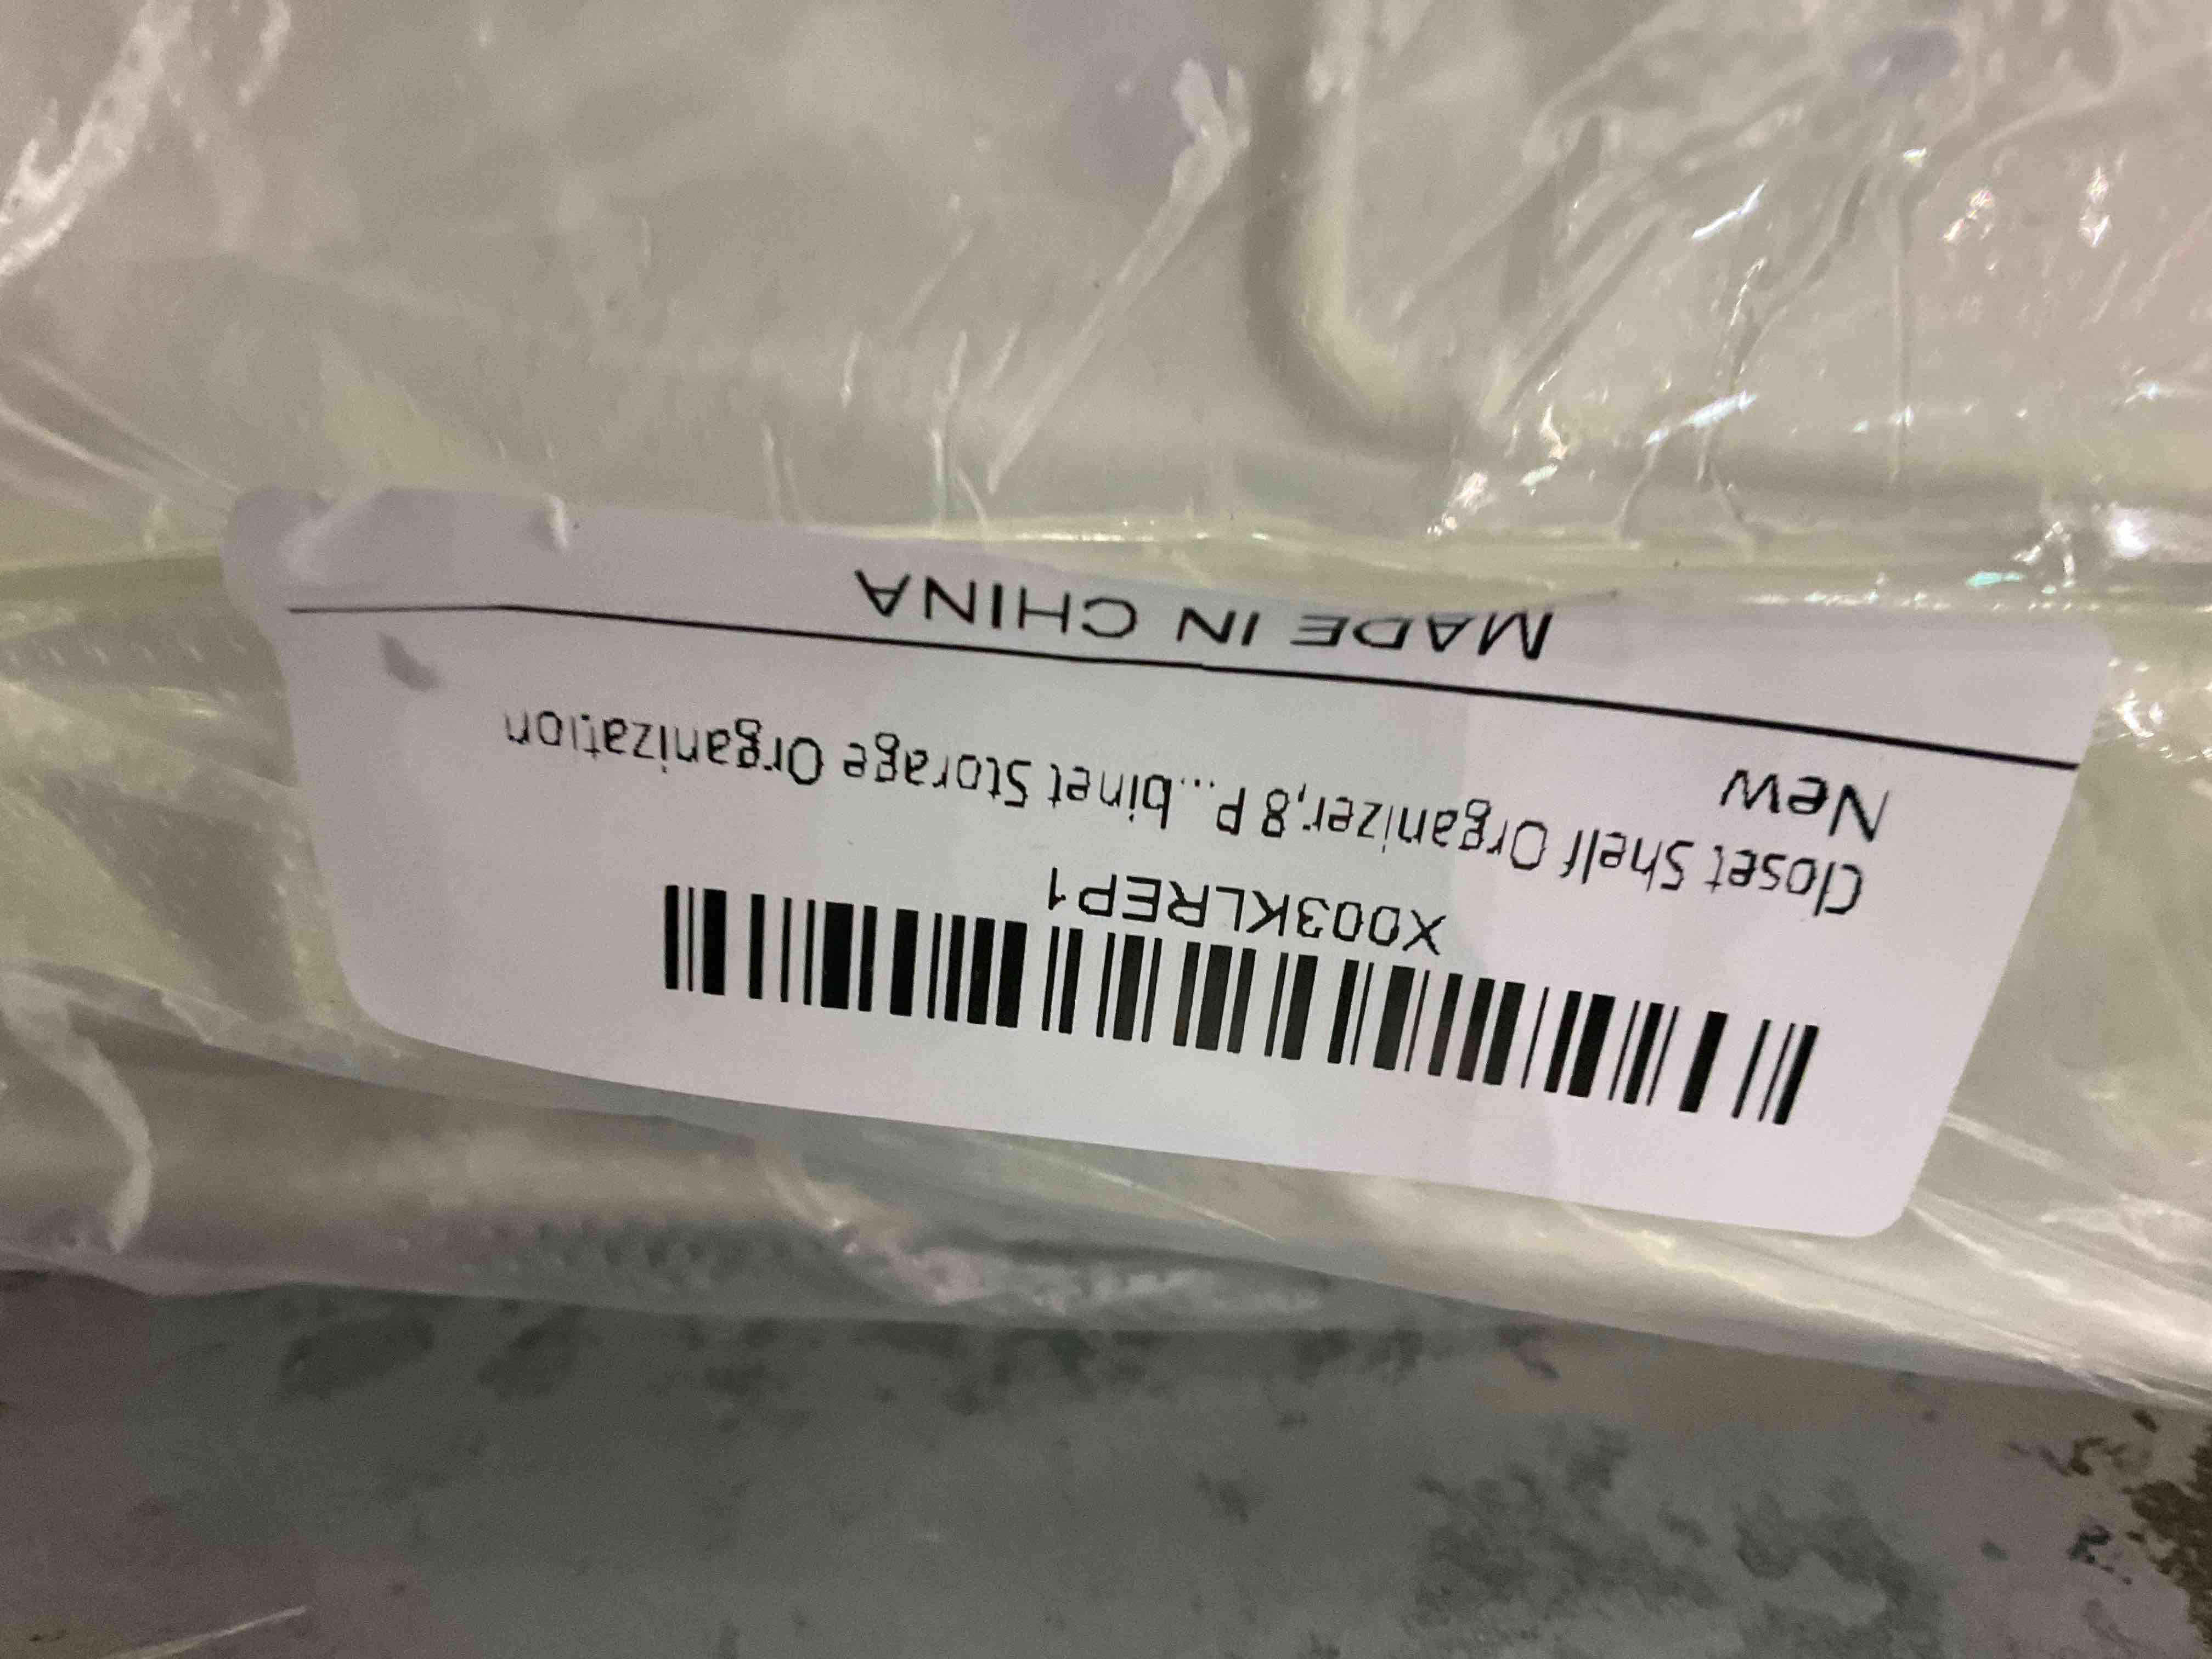 X003KLREP1
Closet Shelf Organizer,8 P...binet Storage Organization
New
MADE IN CHINA